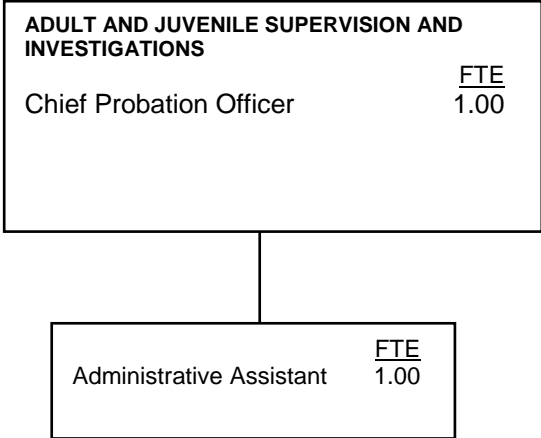 ADULT AND JUVENILE SUPERVISION AND
INVESTIGATIONS
FTE
Chief Probation Officer 1.00
FTE
Administrative Assistant 1.00